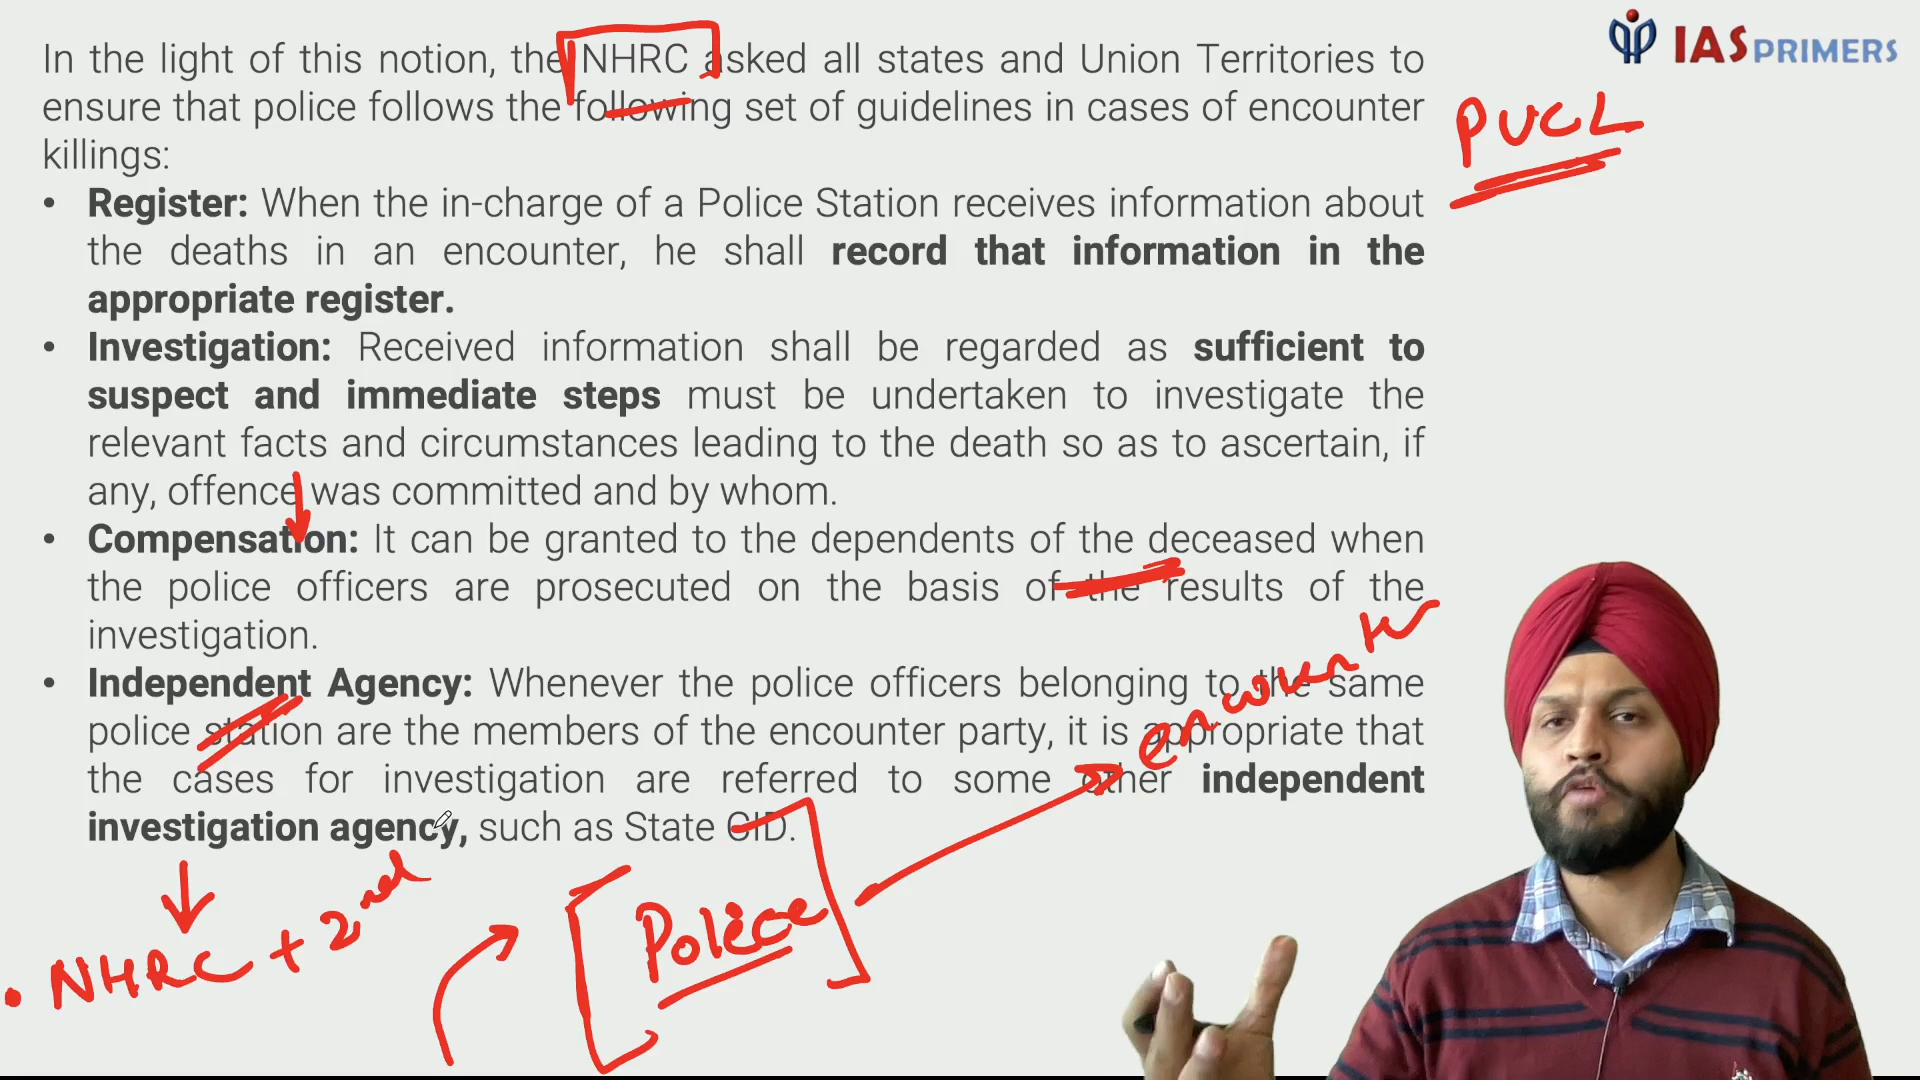 In the light of this notion, the NHRC asked all states and Union Territories to
ensure that police follows the following set of guidelines in cases of encounter
killings:
• Register: When the in-charge of a Police Station receives information about
the deaths in an encounter, he shall record that information in the
appropriate register.
• Investigation: Received information shall be regarded as sufficient to
suspect and immediate steps must be undertaken to investigate the
relevant facts and circumstances leading to the death so as to ascertain, if
any, offence was committed and by whom.
• Compensation: It can be granted to the dependents of the deceased when
the police officers are prosecuted on the basis of the results of the
investigation.
• Independent Agency: Whenever the police officers belonging to the same
police station are the members of the encounter party, it is appropriate that
the cases for investigation are referred to some other independent
investigation agency, such as State CID.
IAS PRIMERS
PUCL
encounter
Police
NHRC + 2nd